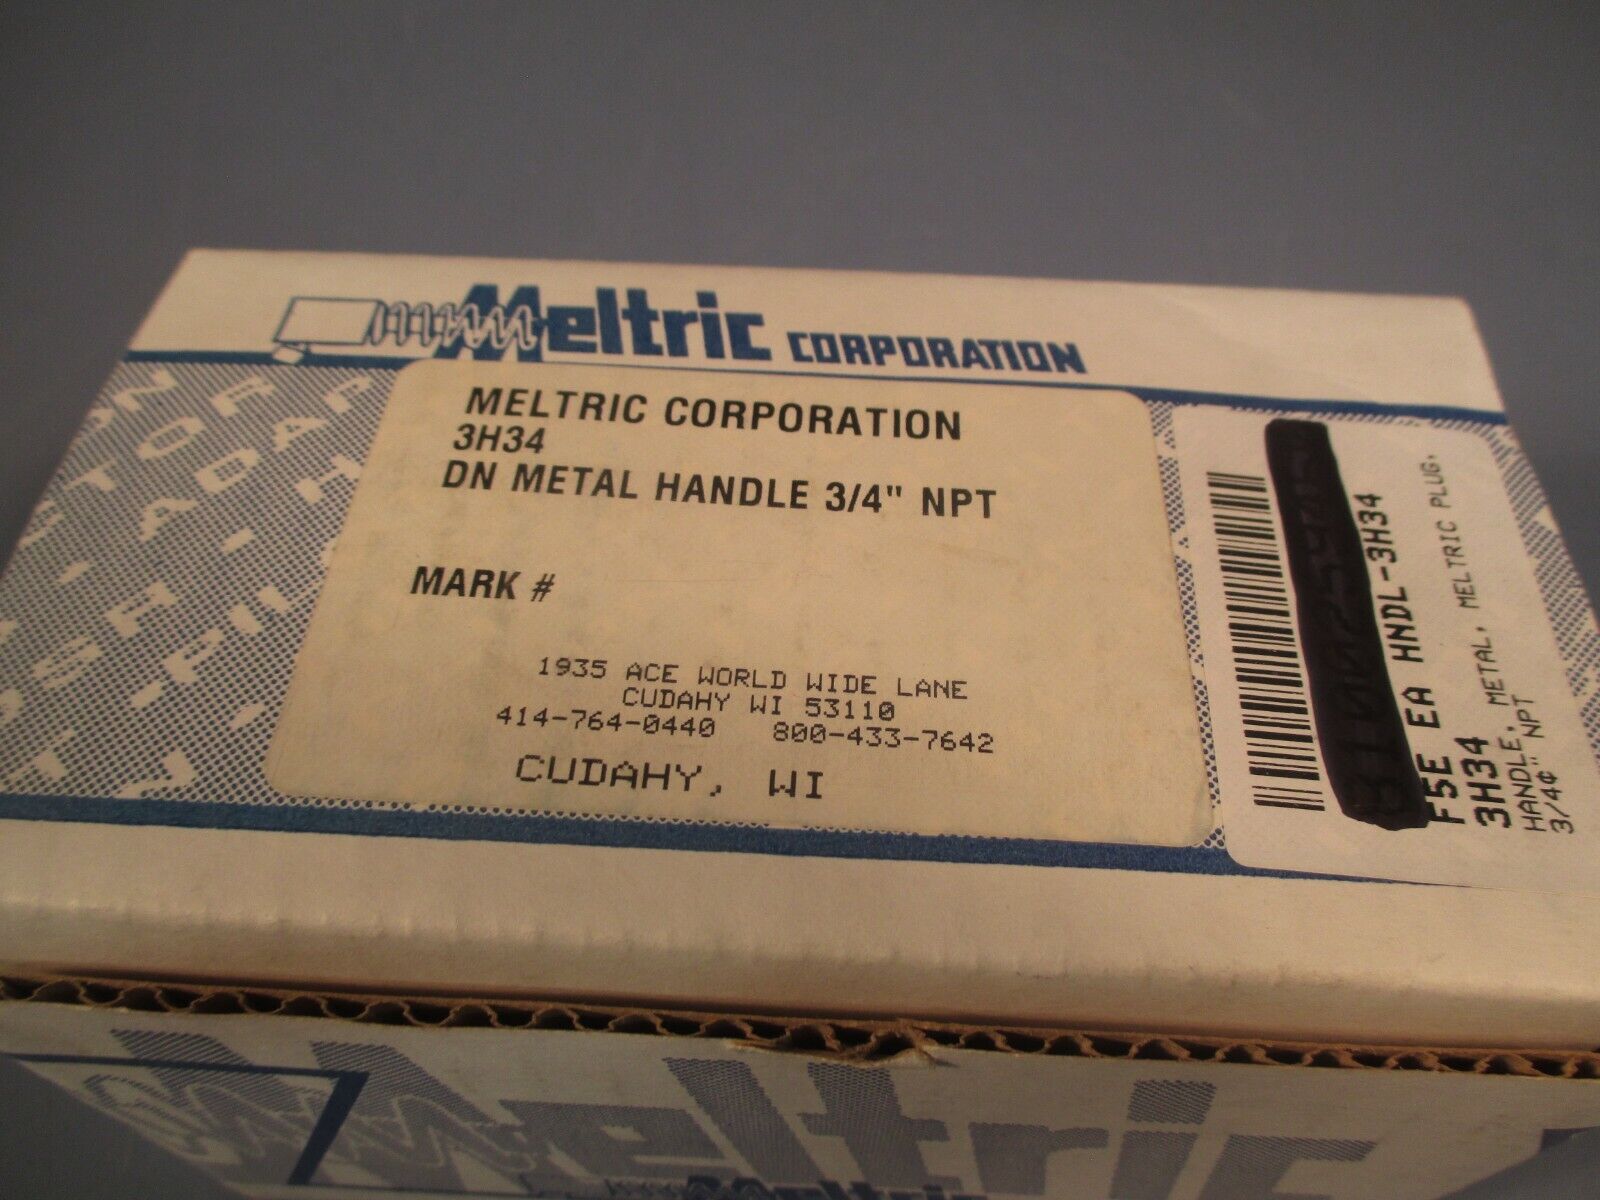 Meltric CORPORATION
MELTRIC CORPORATION
3H34
DN METAL HANDLE 3/4" NPT
MARK #
1935 ACE WORLD WIDE LANE
CUDAHY WI 53110
414-764-0440 800-433-7642
CUDAHY, WI
F5E EA HNDL-3H34
3H34
HANDLE, METAL, MELTRIC PLUG,
3/4¢" NPT
Meltric
Meltric